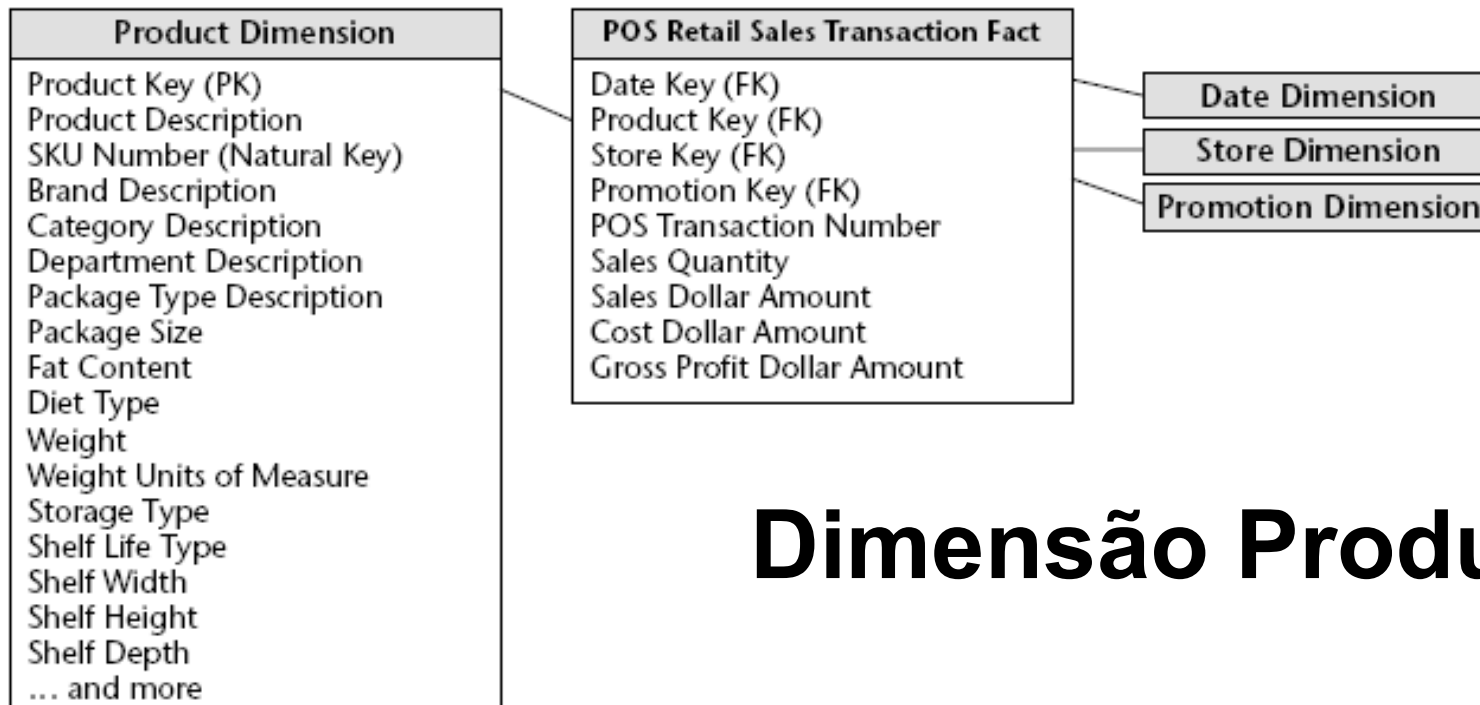 Product Dimension
Product Key (PK)
Product Description
SKU Number (Natural Key)
Brand Description
Category Description
Department Description
Package Type Description
Package Size
Fat Content
Diet Type
Weight
Weight Units of Measure
Storage Type
Shelf Life Type
Shelf Width
Shelf Height
Shelf Depth
... and more
POS Retail Sales Transaction Fact
Date Key (FK)
Product Key (FK)
Store Key (FK)
Promotion Key (FK)
POS Transaction Number
Sales Quantity
Sales Dollar Amount
Cost Dollar Amount
Gross Profit Dollar Amount
Date Dimension
Store Dimension
Promotion Dimension
Dimensão